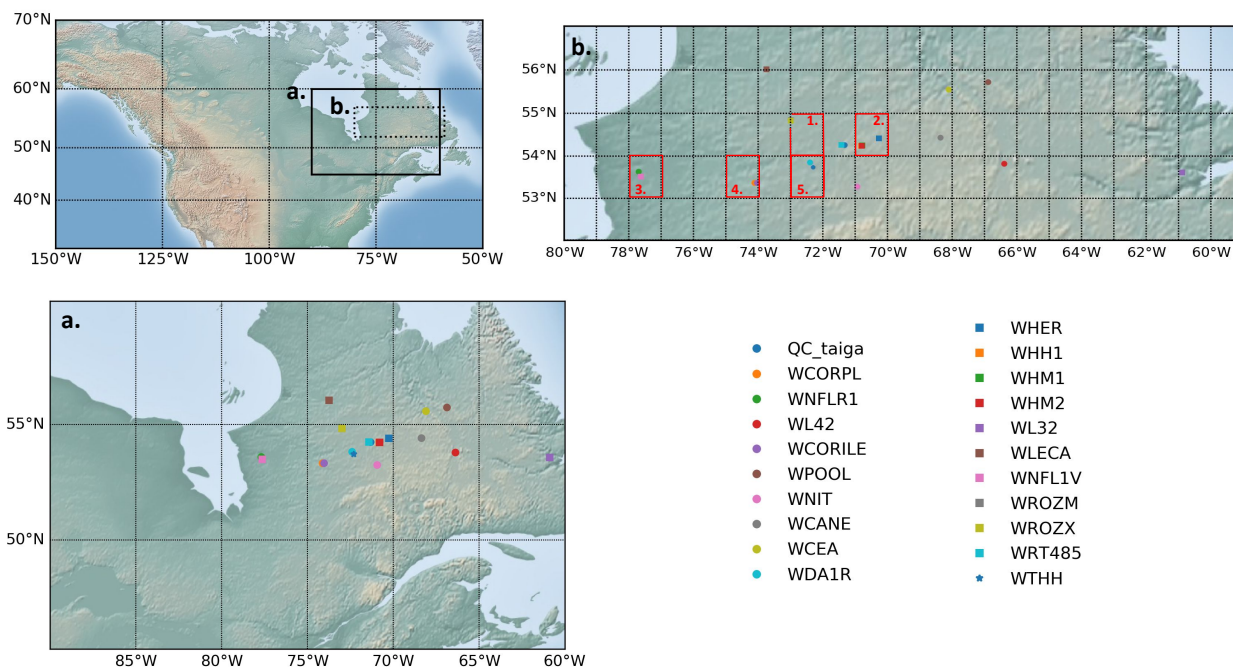 70°N
60°N
50°N
40°N
150°W 125°W 100°W 75°W 50°W
a.
b.
b.
56°N
55°N
54°N
53°N
80°W 78°W 76°W 74°W 72°W 70°W 68°W 66°W 64°W 62°W 60°W
1.
2.
3.
4.
5.
a.
55°N
50°N
85°W 80°W 75°W 70°W 65°W 60°W
QC_taiga
WCORPL
WNFLR1
WL42
WCORILE
WPOOL
WNIT
WCANE
WCEA
WDA1R
WHER
WHH1
WHM1
WHM2
WL32
WLECA
WNFL1V
WROZM
WROZX
WRT485
WTHH